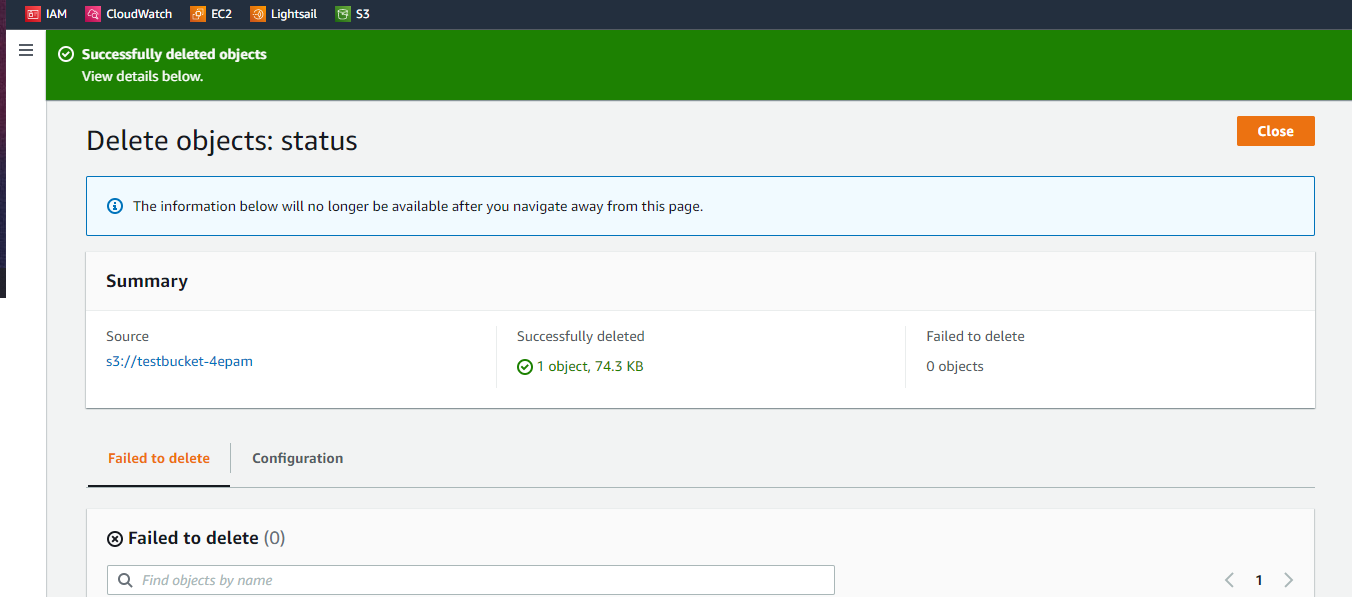 IAM CloudWatch EC2 Lightsail S3
Successfully deleted objects
View details below.
Delete objects: status
Close
The information below will no longer be available after you navigate away from this page.
Summary
Source
s3://testbucket-4epam
Successfully deleted
1 object, 74.3 KB
Failed to delete
0 objects
Failed to delete Configuration
Failed to delete (0)
Find objects by name
1